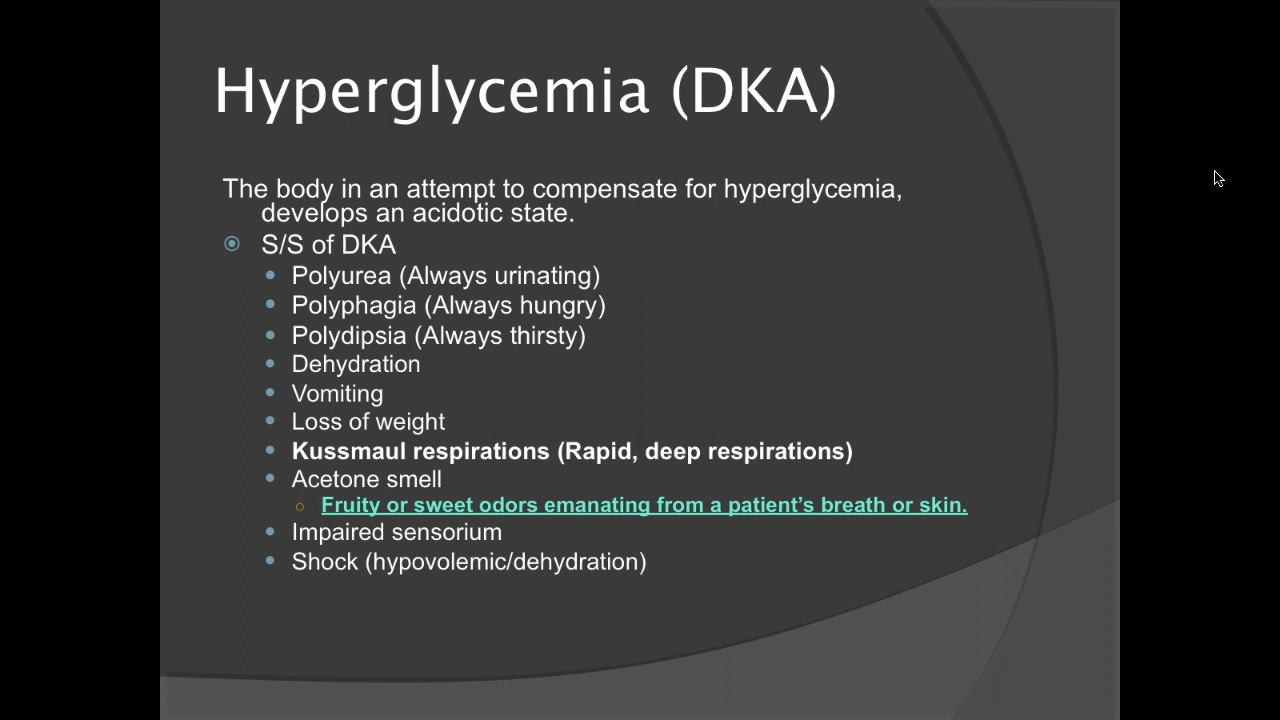 Hyperglycemia (DKA)
The body in an attempt to compensate for hyperglycemia,
develops an acidotic state.
S/S of DKA
Polyurea (Always urinating)
Polyphagia (Always hungry)
Polydipsia (Always thirsty)
Dehydration
Vomiting
Loss of weight
Kussmaul respirations (Rapid, deep respirations)
Acetone smell
Fruity or sweet odors emanating from a patient’s breath or skin.
Impaired sensorium
Shock (hypovolemic/dehydration)